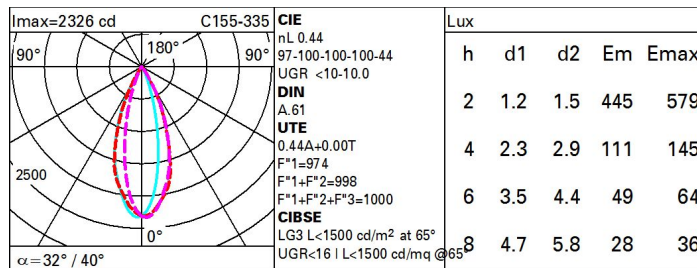 Imax=2326 cd C155-335
90° 180° 90°
2500
0°
α=32° / 40°
CIE
nL 0.44
97-100-100-100-44
UGR <10-10.0
DIN
A.61
UTE
0.44A+0.00T
F"1=974
F"1+F"2=998
F"1+F"2+F"3=1000
CIBSE
LG3 L<1500 cd/m² at 65°
UGR<16 | L<1500 cd/mq @65°
Lux
h d1 d2 Em Emax
2 1.2 1.5 445 579
4 2.3 2.9 111 145
6 3.5 4.4 49 64
8 4.7 5.8 28 36